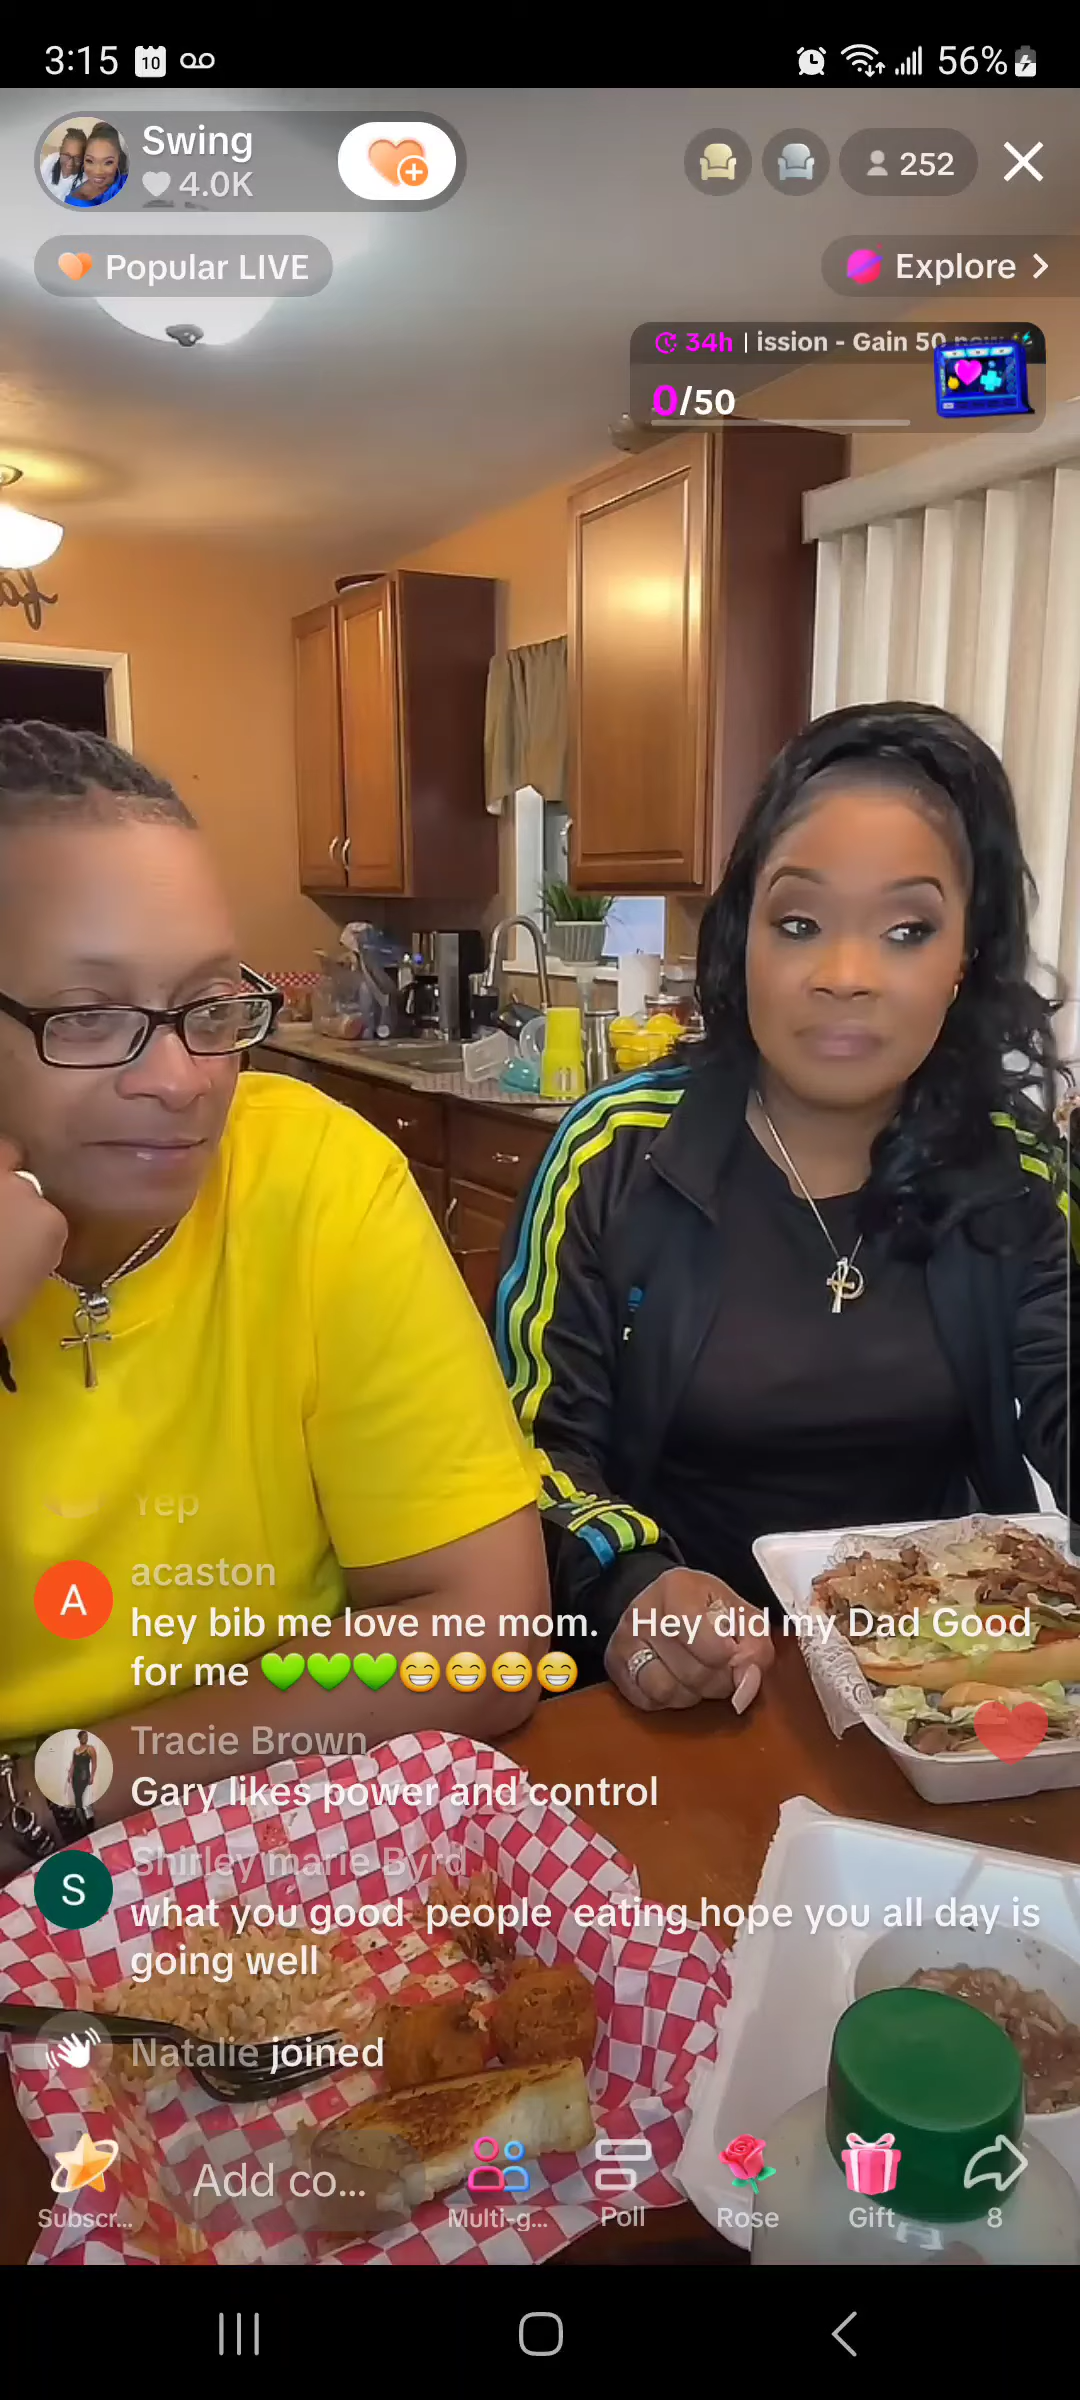 3:15 10 56%
Swing
4.0K
252
Popular LIVE
Explore
34h | ission - Gain 50
0/50
Yep
A
acaston
hey bib me love me mom. Hey did my Dad Good
for me 💚💚💚😁😁😁😁
Tracie Brown
Gary likes power and control
S
Shirley marie Byrd
what you good people eating hope you all day is
going well
Natalie joined
Add co...
Subscr...
Multi-g...
Poll
Rose
Gift
8